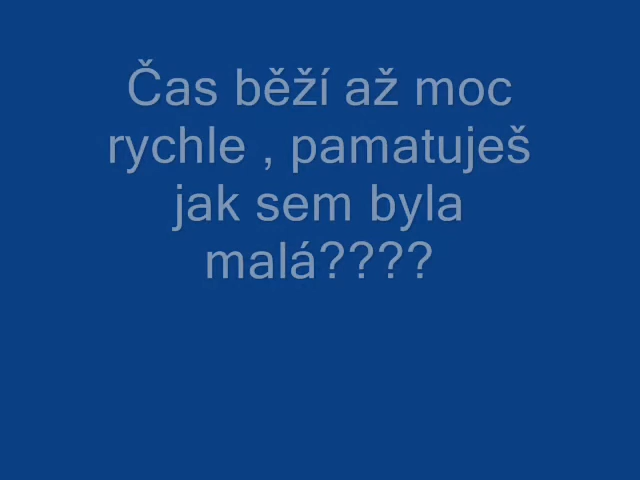 Čas běží až moc
rychle , pamatuješ
jak sem byla
malá????